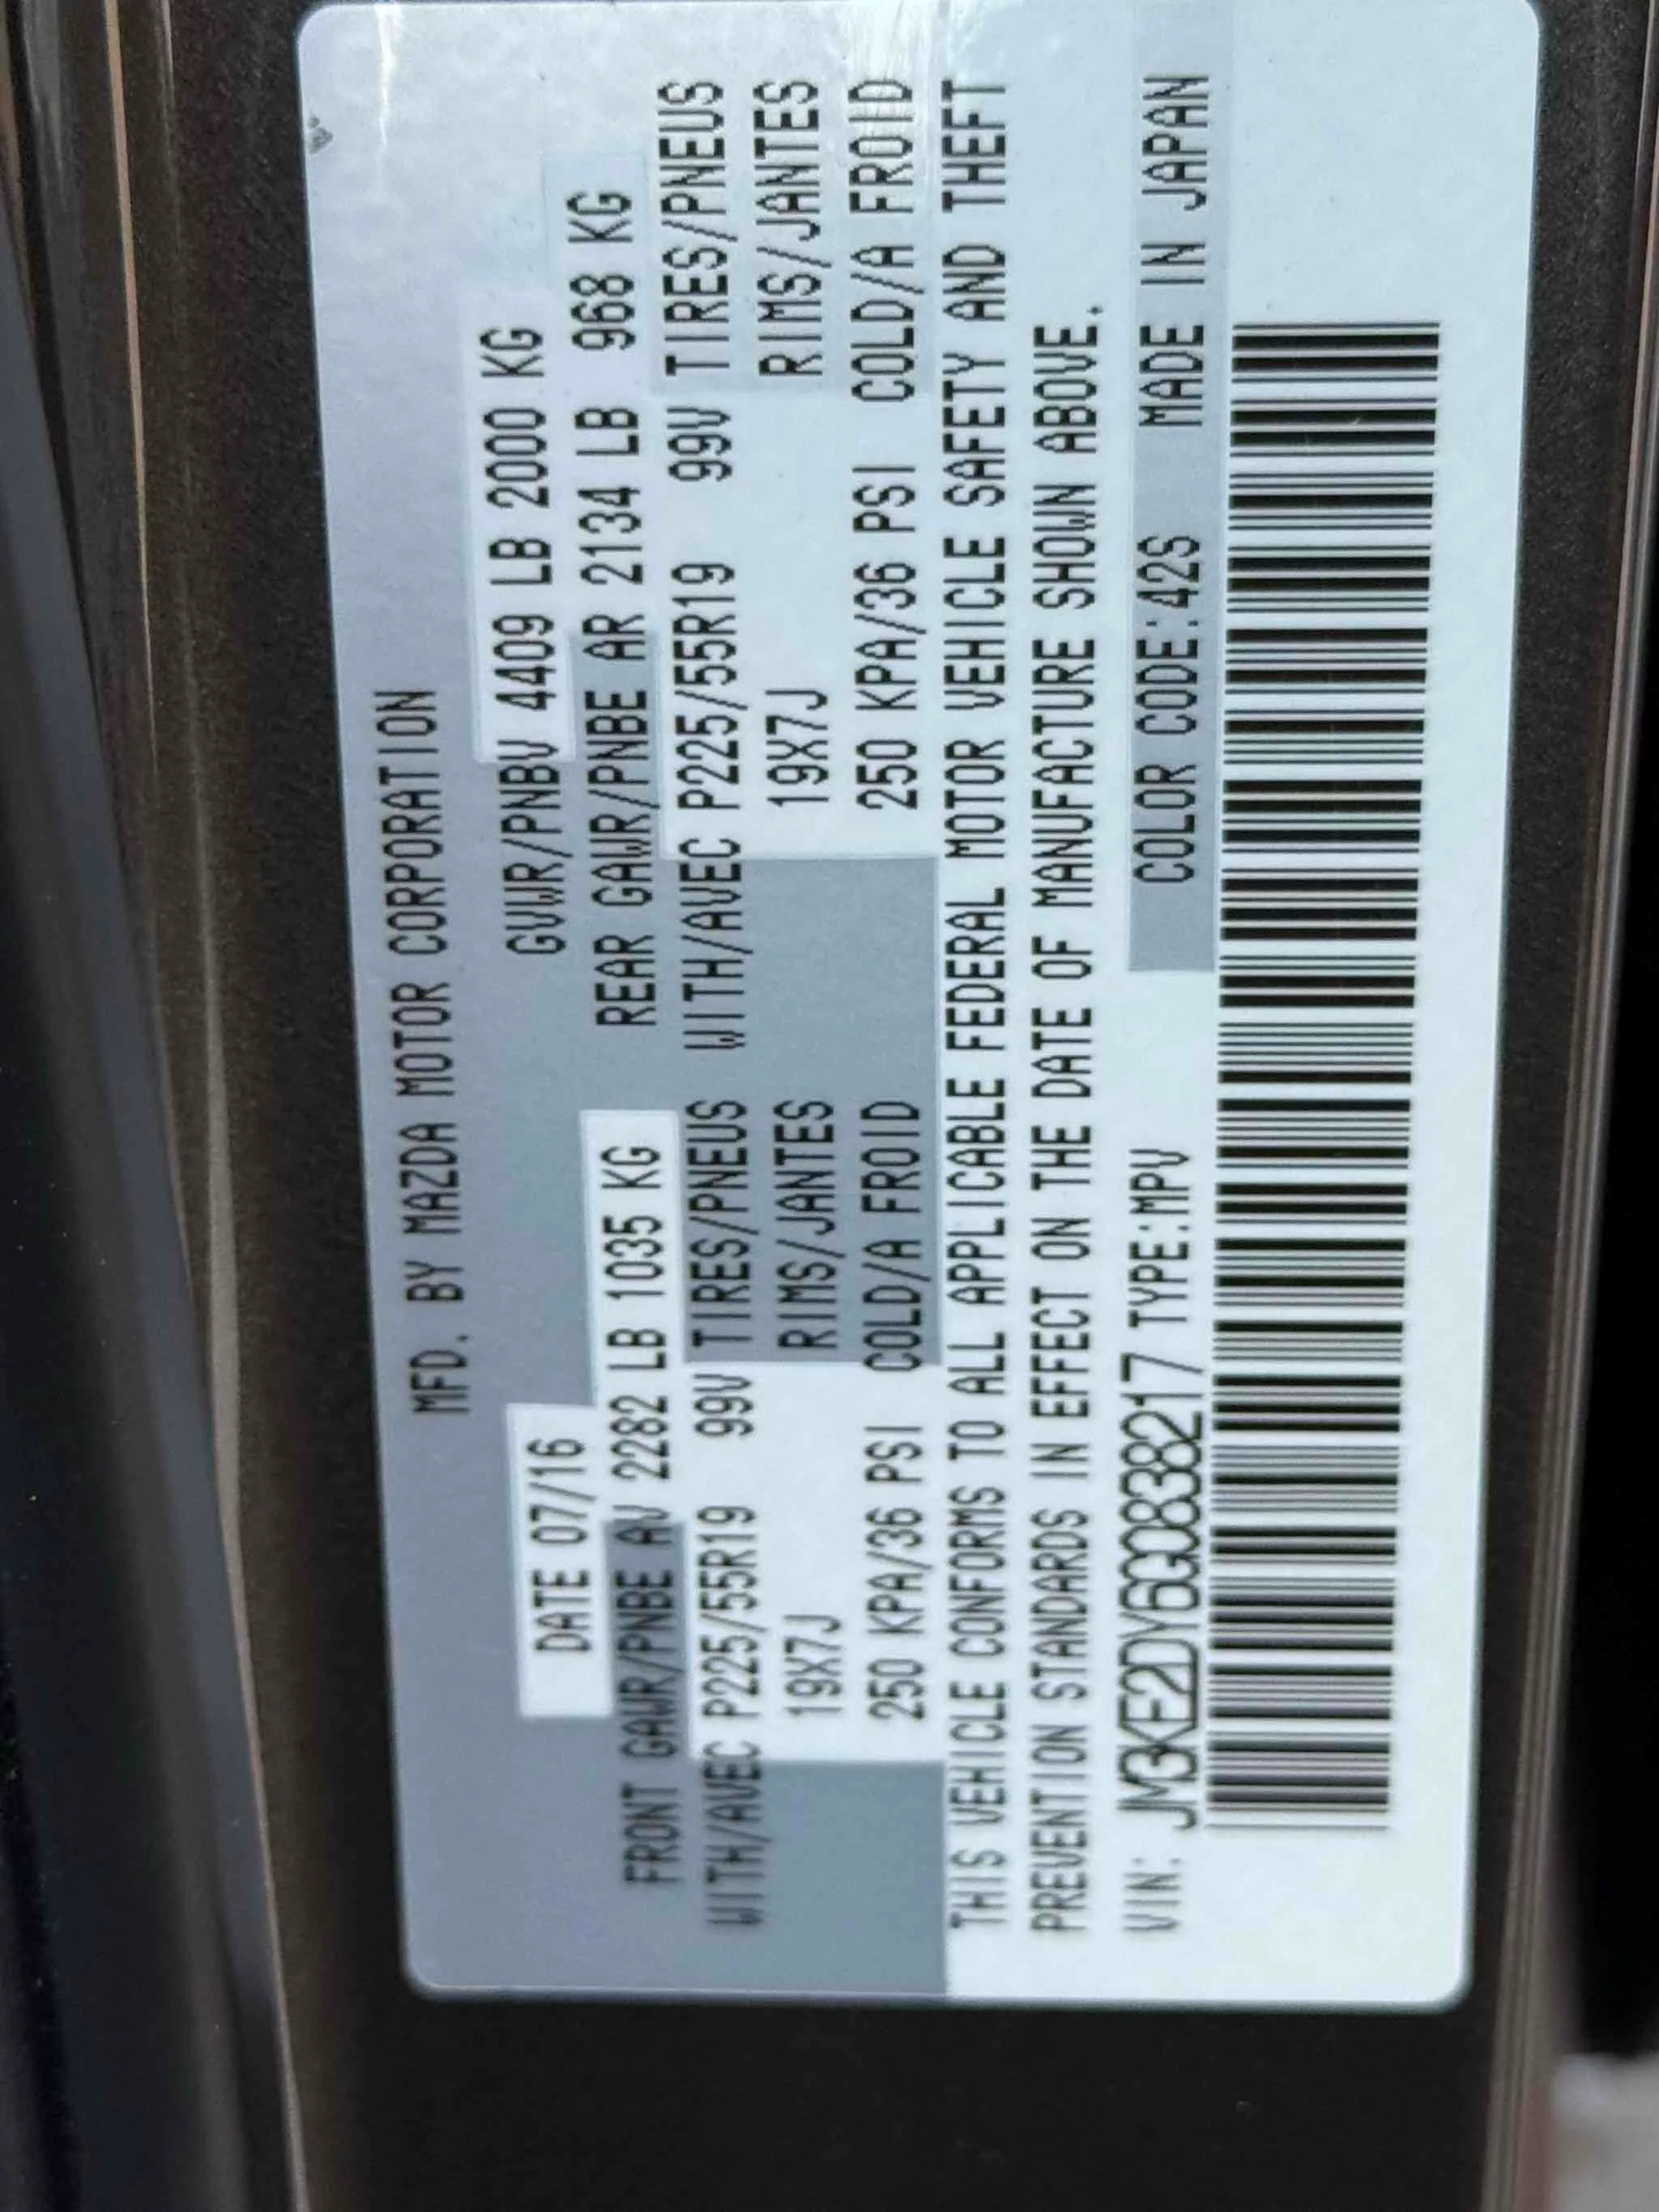 MFD. BY MAZDA MOTOR CORPORATION
DATE 07/16 GVWR/PNBV 4409 LB 2000 KG
FRONT GAWR/PNBE AV 2282 LB 1035 KG REAR GAWR/PNBE AR 2134 LB 968 KG
WITH/AVEC P225/55R19 99V TIRES/PNEUS WITH/AVEC P225/55R19 99V TIRES/PNEUS
19X7J RIMS/JANTES 19X7J RIMS/JANTES
250 KPA/36 PSI COLD/A FROID 250 KPA/36 PSI COLD/A FROID
THIS VEHICLE CONFORMS TO ALL APPLICABLE FEDERAL MOTOR VEHICLE SAFETY AND THEFT
PREVENTION STANDARDS IN EFFECT ON THE DATE OF MANUFACTURE SHOWN ABOVE.
VIN: JM3KE2DY6G0838217 TYPE:MPV COLOR CODE:42S MADE IN JAPAN